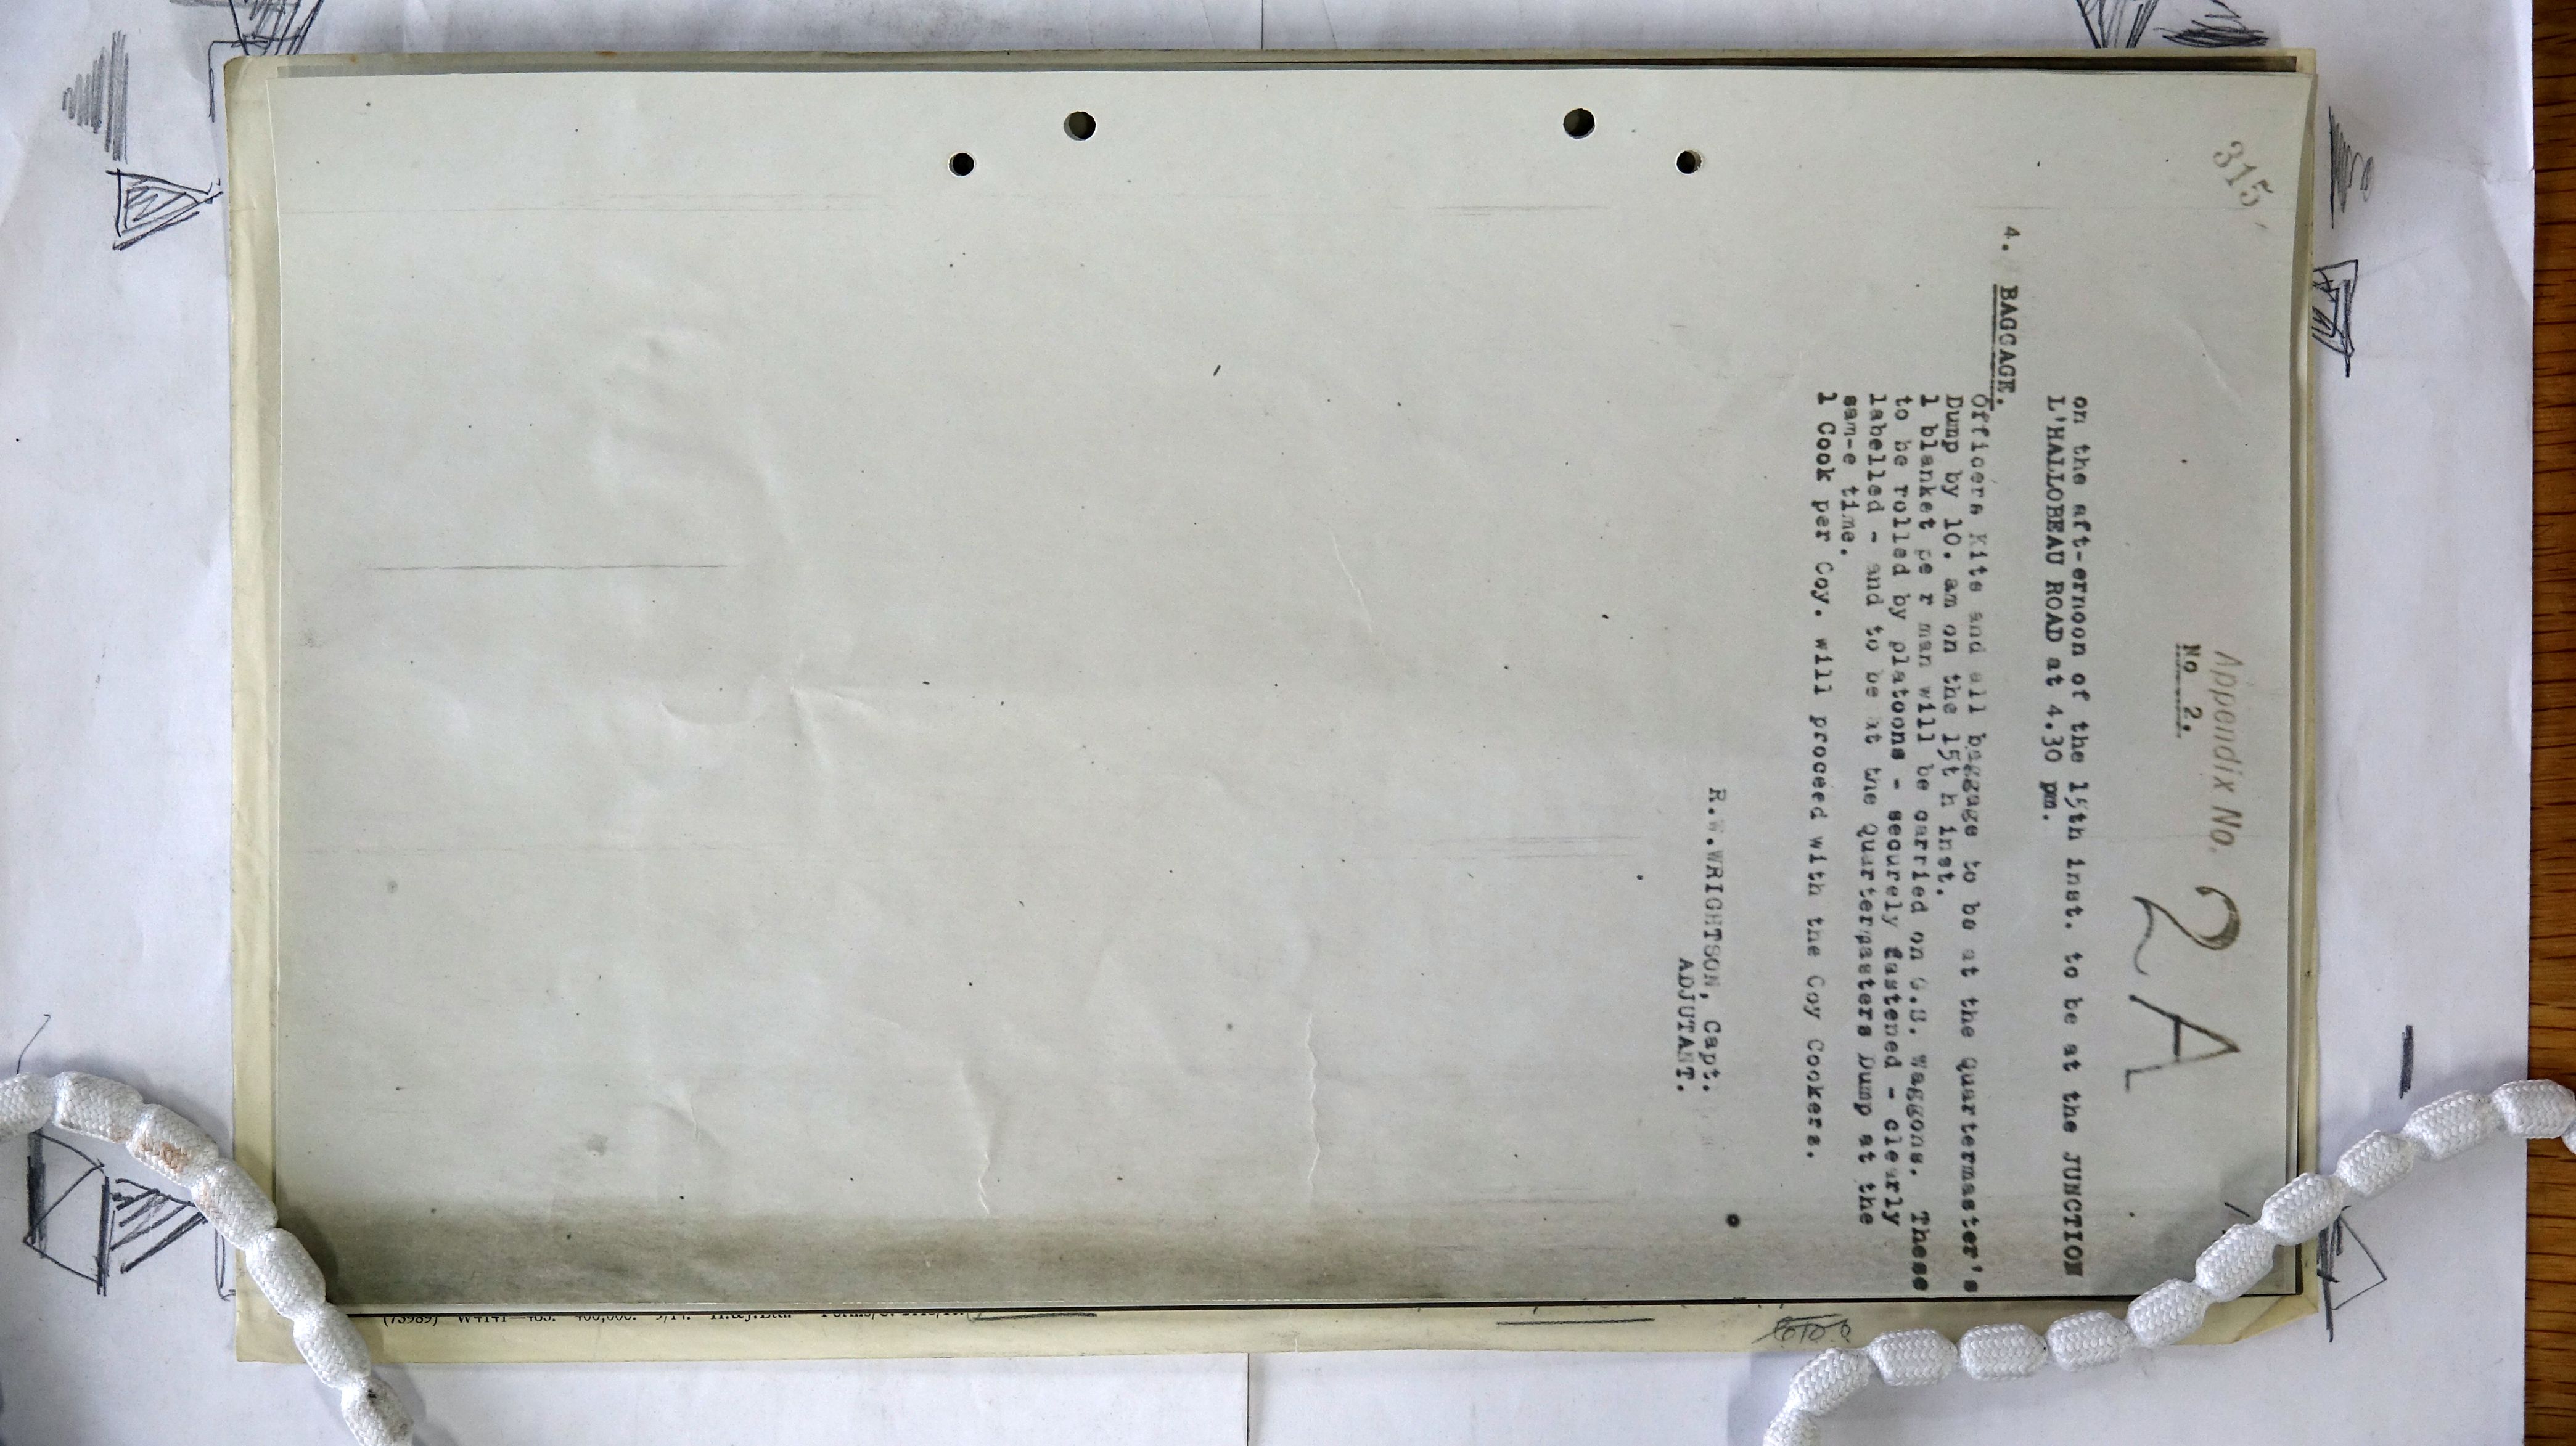 315
Appendix No. 2A
No 2.
on the aft-ernoon of the 15th inst. to be at the JUNCTION
L'HALLOBEAU ROAD at 4.30 pm.
4. BAGGAGE.
Officers Kits and all baggage to be at the Quartermaster's
Dump by 10. am on the 15t h inst.
1 blanket pe r man will be carried on G.S. Waggons. These
to be rolled by platoons - securely fastened - clearly
labelled - and to be at the Quartermasters Dump at the
sam-e time.
1 Cook per Coy. will proceed with the Coy Cookers.
R.W.WRIGHTSON, Capt.
ADJUTANT.